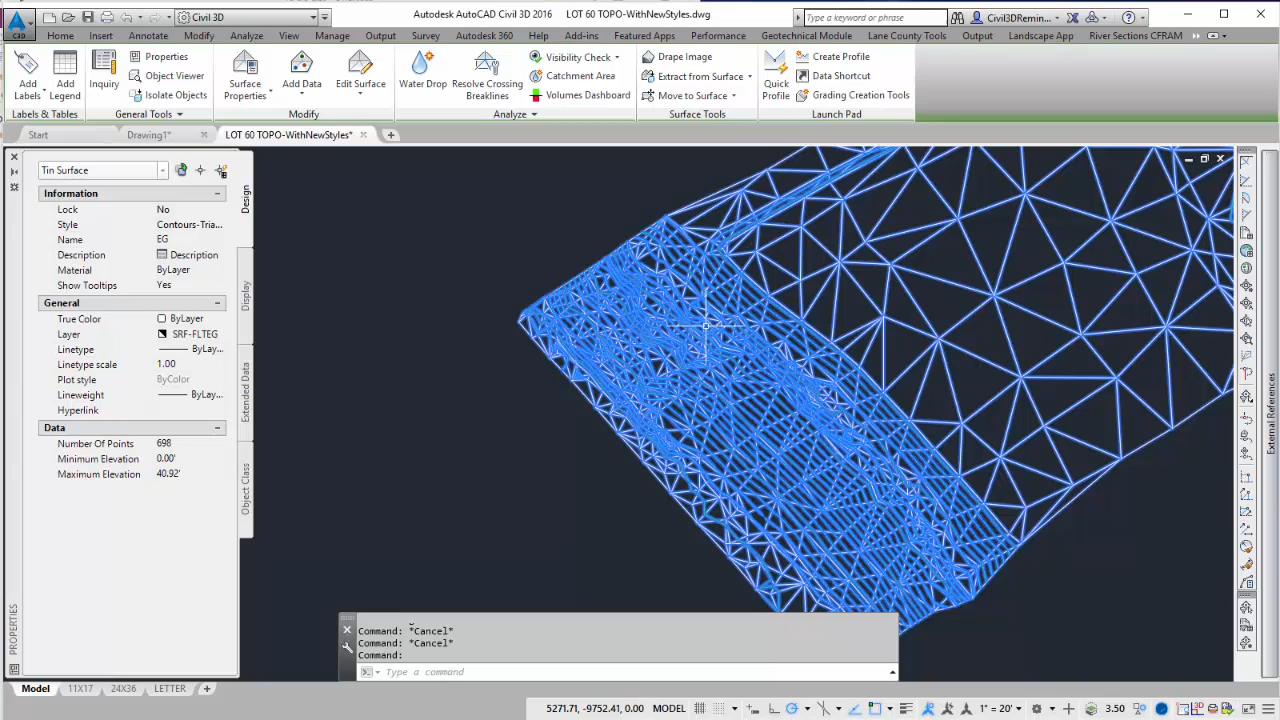 Civil 3D
Autodesk AutoCAD Civil 3D 2016 LOT 60 TOPO-WithNewStyles.dwg
Type a keyword or phrase
Civil3DRemin...
CAD
Home Insert Annotate Modify Analyze View Manage Output Survey Autodesk 360 Help Add-ins Featured Apps Performance Geotechnical Module Lane County Tools Output Landscape App River Sections CFRAM
Add Labels
Add Legend
Inquiry
Properties
Object Viewer
Isolate Objects
Surface Properties
Add Data
Edit Surface
Water Drop
Resolve Crossing Breaklines
Visibility Check
Catchment Area
Volumes Dashboard
Drape Image
Extract from Surface
Move to Surface
Quick Profile
Create Profile
Data Shortcut
Grading Creation Tools
Labels & Tables General Tools Modify Analyze Surface Tools Launch Pad
Start Drawing1* LOT 60 TOPO-WithNewStyles*
Tin Surface
Information
Lock No
Style Contours-Tria...
Name EG
Description Description
Material ByLayer
Show Tooltips Yes
General
True Color ByLayer
Layer SRF-FLTEG
Linetype ByLay...
Linetype scale 1.00
Plot style ByColor
Lineweight ByLay...
Hyperlink
Data
Number Of Points 698
Minimum Elevation 0.00'
Maximum Elevation 40.92'
Design
Display
Extended Data
Object Class
PROPERTIES
External References
Command: *Cancel*
Command: *Cancel*
Command:
Type a command
Model 11X17 24X36 LETTER
5271.71, -9752.41, 0.00 MODEL 1" = 20' 3.50